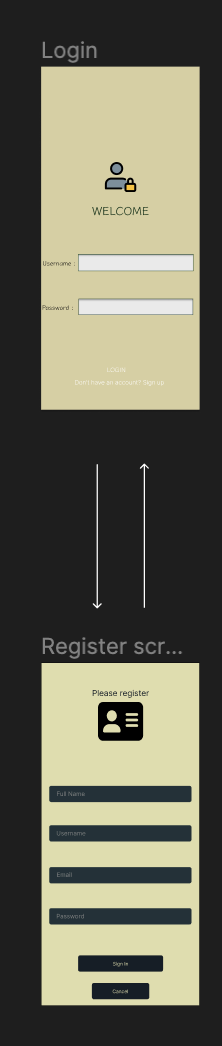 Login
WELCOME
Username :
Password :
LOGIN
Don't have an account? Sign up
Register scr...
Please register
Full Name
Username
Email
Password
Sign In
Cancel